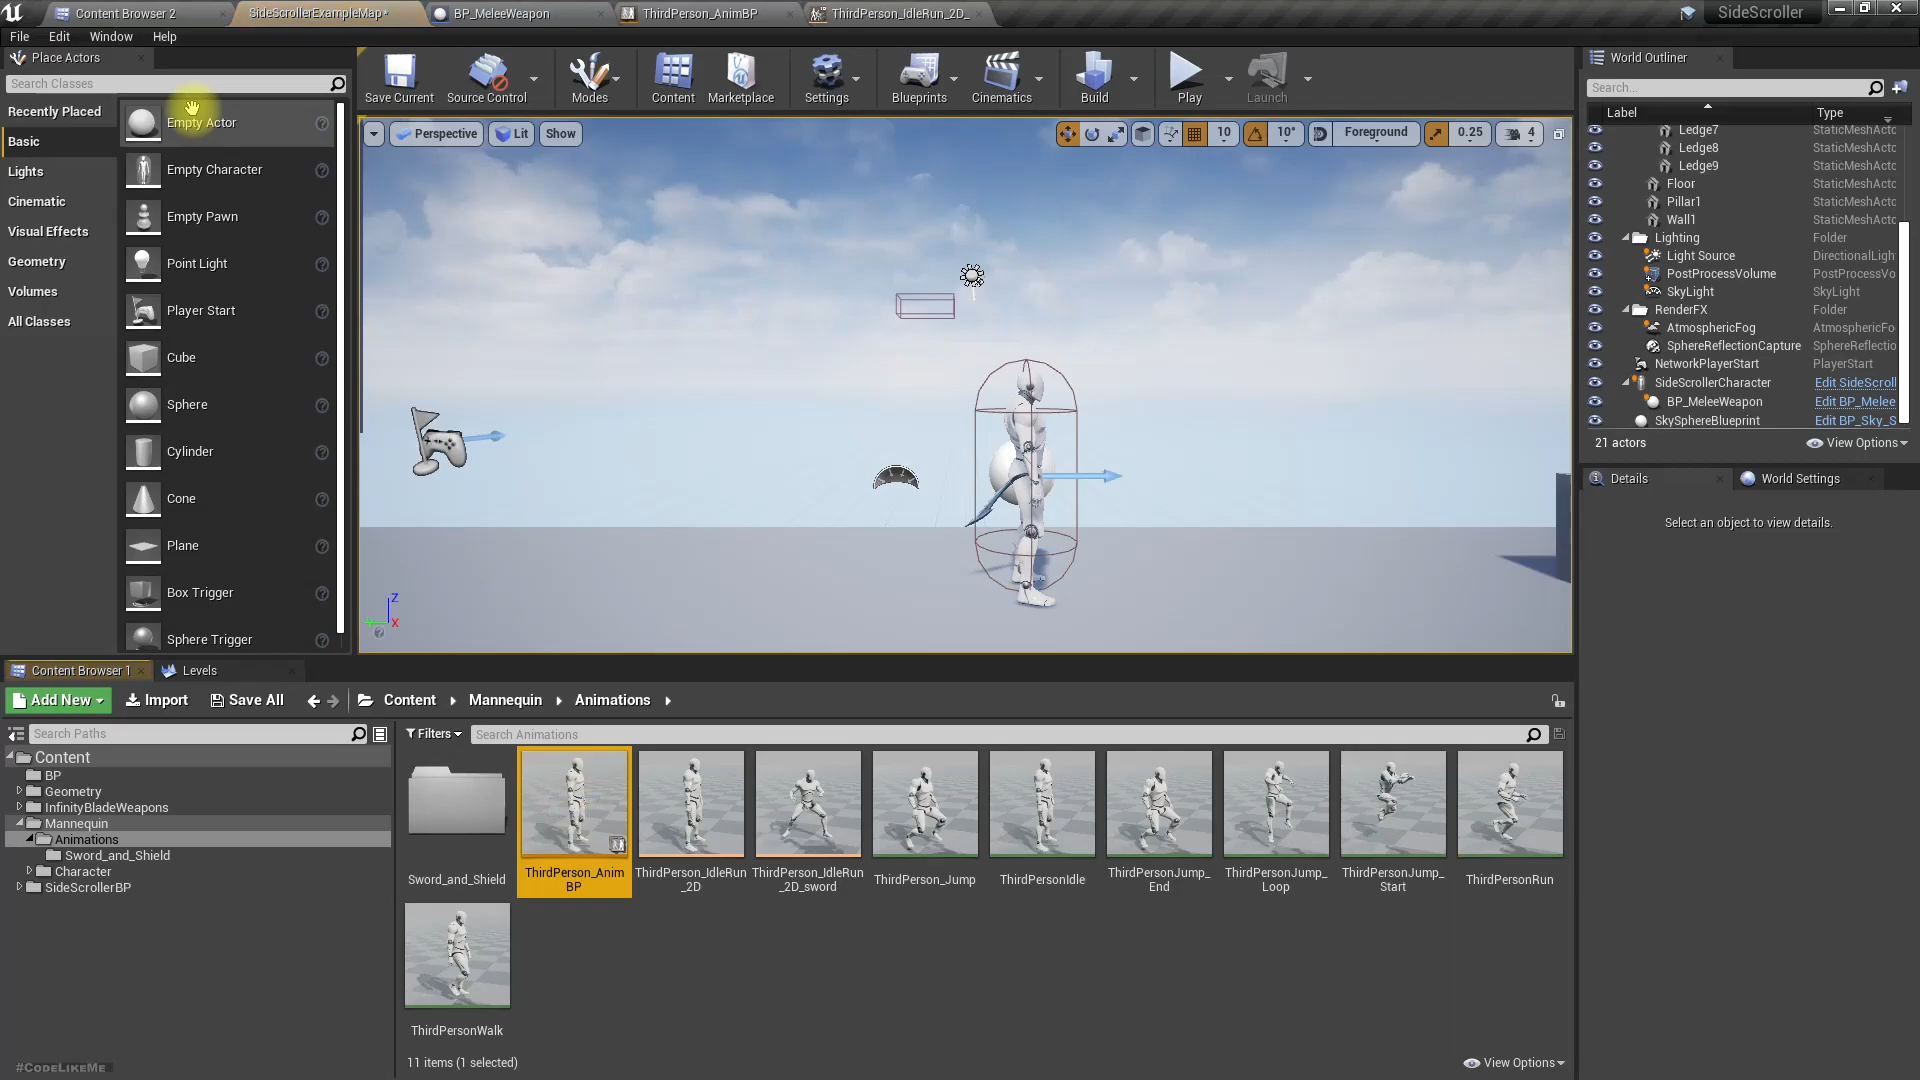 Content Browser 2
SideScrollerExampleMap*
BP_MeleeWeapon
ThirdPerson_AnimBP
ThirdPerson_IdleRun_2D_
SideScroller
File
Edit
Window
Help
Place Actors
Search Classes
Recently Placed
Basic
Lights
Cinematic
Visual Effects
Geometry
Volumes
All Classes
Empty Actor
Empty Character
Empty Pawn
Point Light
Player Start
Cube
Sphere
Cylinder
Cone
Plane
Box Trigger
Sphere Trigger
Save Current
Source Control
Modes
Content
Marketplace
Settings
Blueprints
Cinematics
Build
Play
Launch
Perspective
Lit
Show
10
10°
Foreground
0.25
4
Z
X
World Outliner
Search...
Label
Type
Ledge7
StaticMeshActo
Ledge8
StaticMeshActo
Ledge9
StaticMeshActo
Floor
StaticMeshActo
Pillar1
StaticMeshActo
Wall1
StaticMeshActo
Lighting
Folder
Light Source
DirectionalLigh
PostProcessVolume
PostProcessVo
SkyLight
SkyLight
RenderFX
Folder
AtmosphericFog
AtmosphericFo
SphereReflectionCapture
SphereReflectio
NetworkPlayerStart
PlayerStart
SideScrollerCharacter
Edit SideScroll
BP_MeleeWeapon
Edit BP_Melee
SkySphereBlueprint
Edit BP_Sky_S
21 actors
View Options
Details
World Settings
Select an object to view details.
Content Browser 1
Levels
Add New
Import
Save All
Content
Mannequin
Animations
Search Paths
Filters
Search Animations
Content
BP
Geometry
InfinityBladeWeapons
Mannequin
Animations
Sword_and_Shield
Character
SideScrollerBP
Sword_and_Shield
ThirdPerson_Anim
BP
ThirdPerson_IdleRun
_2D
ThirdPerson_IdleRun
_2D_sword
ThirdPerson_Jump
ThirdPersonIdle
ThirdPersonJump_
End
ThirdPersonJump_
Loop
ThirdPersonJump_
Start
ThirdPersonRun
ThirdPersonWalk
11 items (1 selected)
View Options
#CodeLikeMe